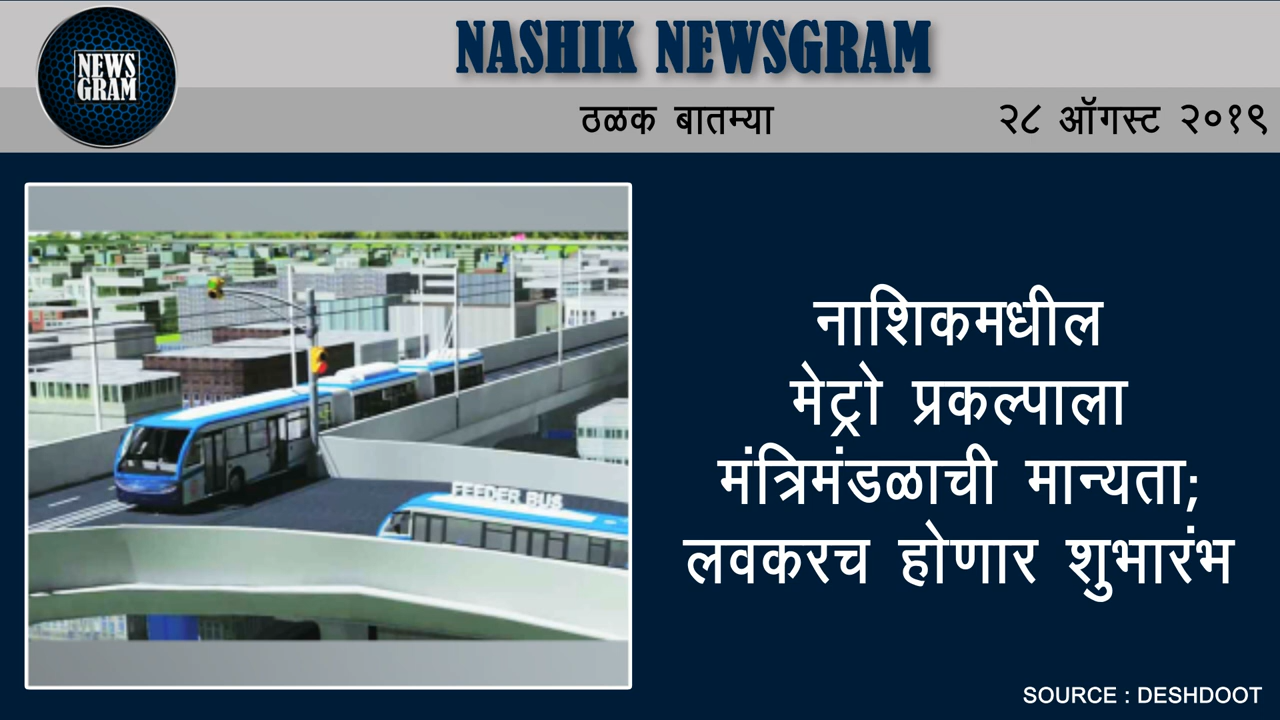 NASHIK NEWSGRAM
NEWS
GRAM
ठळक बातम्या
२८ ऑगस्ट २०१९
FEEDER BUS
नाशिकमधील
मेट्रो प्रकल्पाला
मंत्रिमंडळाची मान्यता;
लवकरच होणार शुभारंभ
SOURCE : DESHDOOT